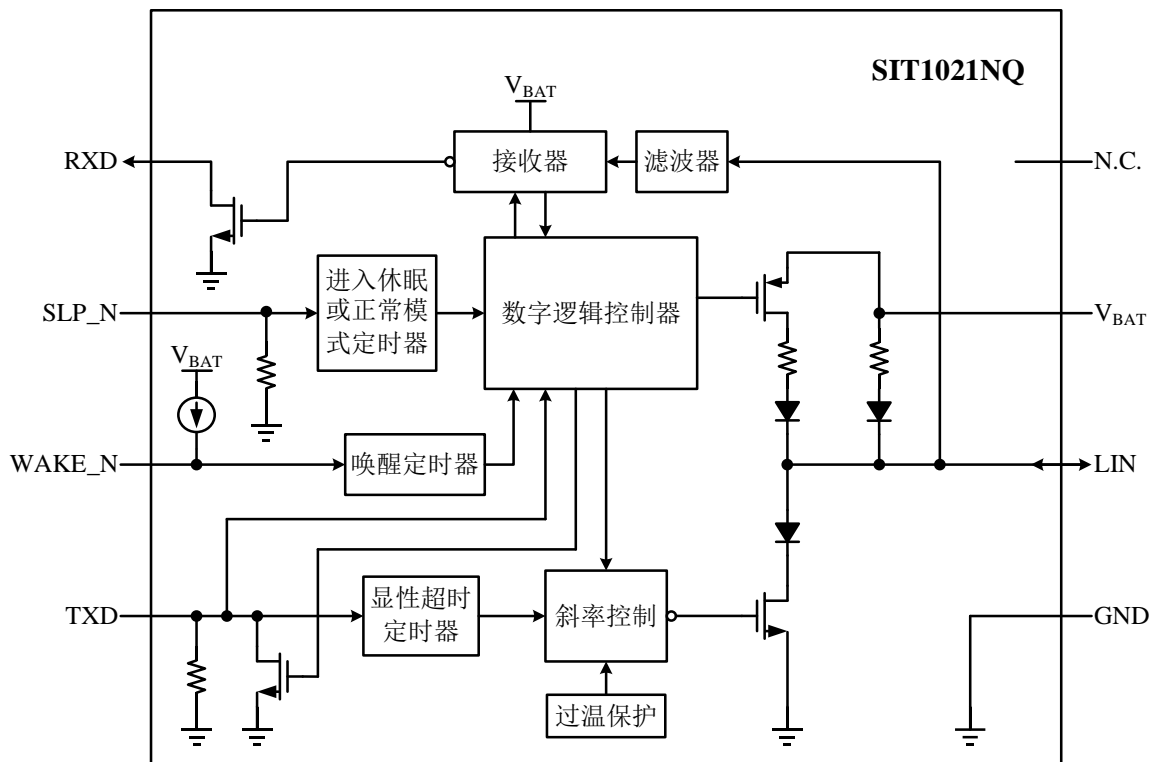 SIT1021NQ
V_BAT
RXD
接收器
滤波器
N.C.
SLP_N
进入休眠
或正常模
式定时器
数字逻辑控制器
V_BAT
V_BAT
WAKE_N
唤醒定时器
LIN
TXD
显性超时
定时器
斜率控制
GND
过温保护